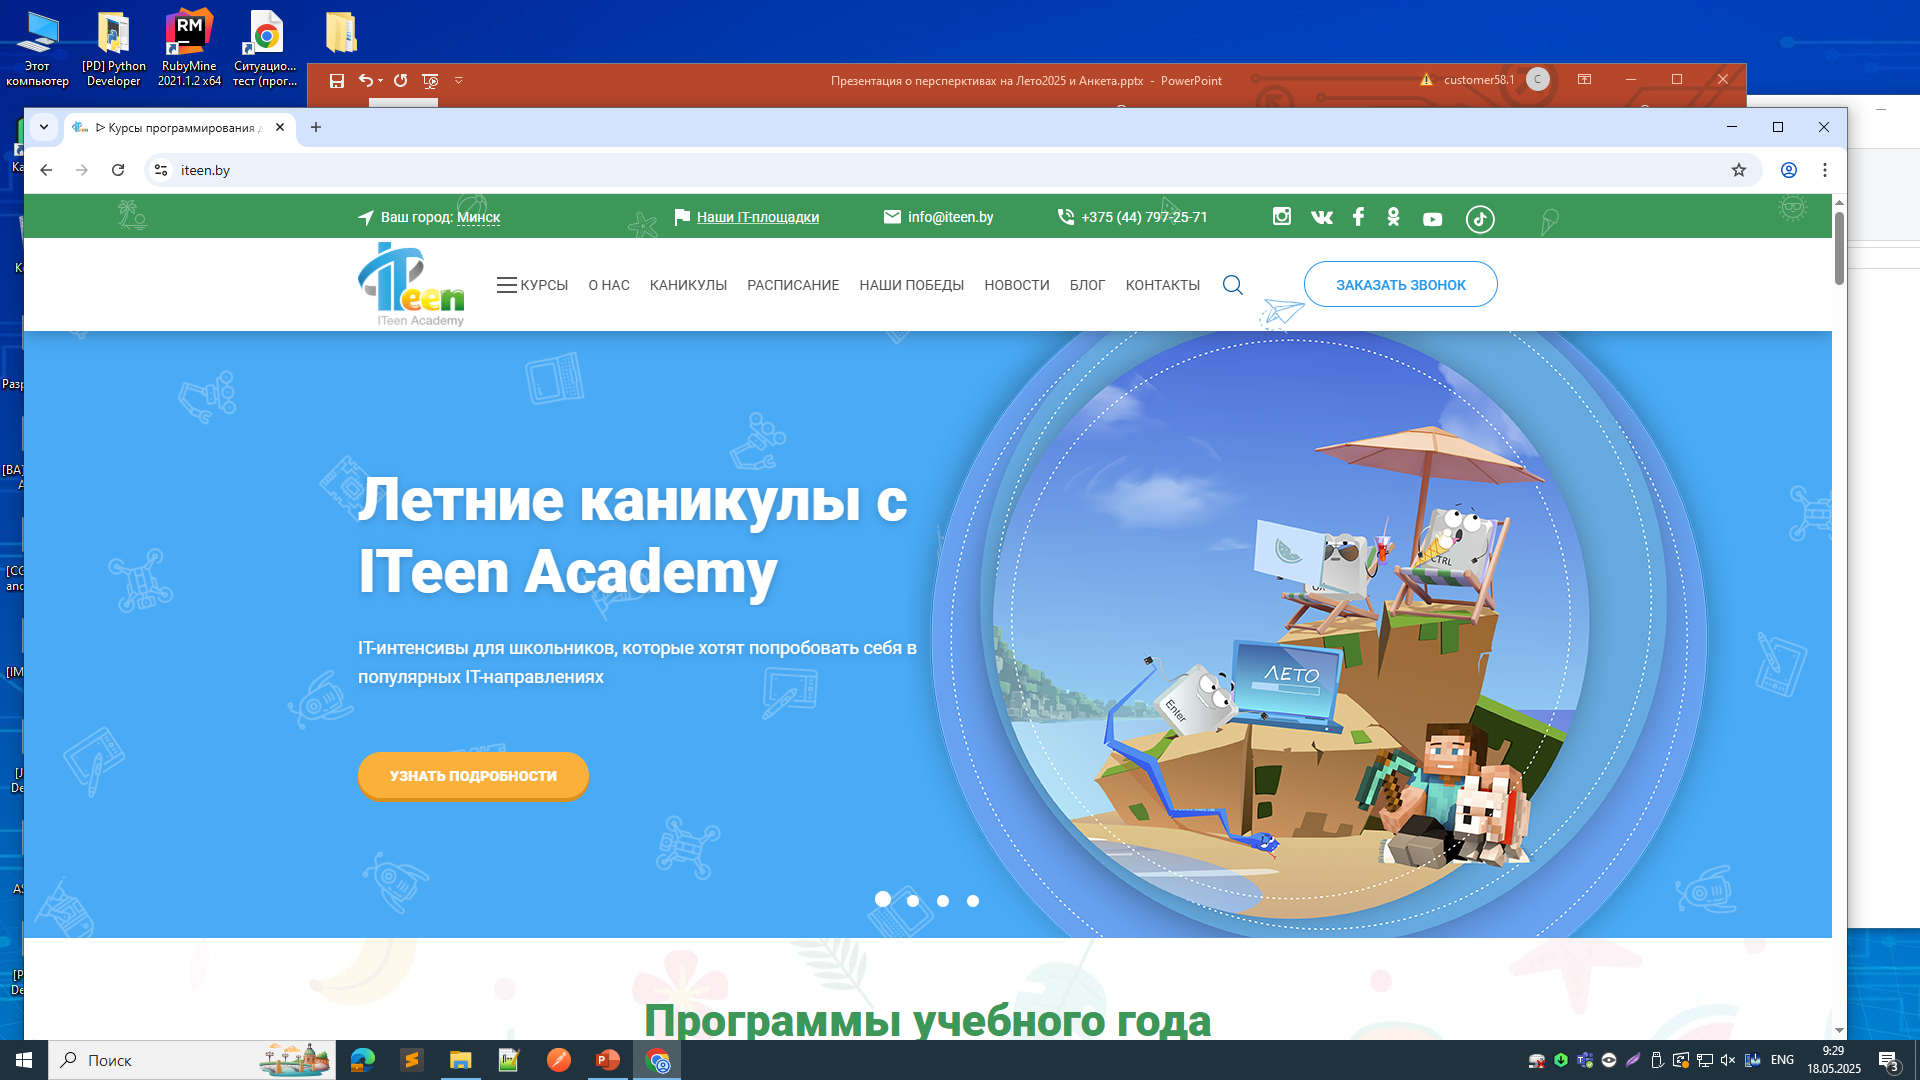 Этот
компьютер
[PD] Python
Developer
RubyMine
2021.1.2 x64
Ситуацио...
тест (прог...
Презентация о персперктивах на Лето2025 и Анкета.pptx - PowerPoint
customer58.1
C
ᐅ Курсы программирования
iteen.by
Ваш город: Минск
Наши IT-площадки
info@iteen.by
+375 (44) 797-25-71
iTeen
ITeen Academy
КУРСЫ
О НАС
КАНИКУЛЫ
РАСПИСАНИЕ
НАШИ ПОБЕДЫ
НОВОСТИ
БЛОГ
КОНТАКТЫ
ЗАКАЗАТЬ ЗВОНОК
Летние каникулы с
ITeen Academy
IT-интенсивы для школьников, которые хотят попробовать себя в
популярных IT-направлениях
УЗНАТЬ ПОДРОБНОСТИ
CTRL
ЛЕТО
Enter
Программы учебного года
Поиск
ENG
9:29
18.05.2025
3